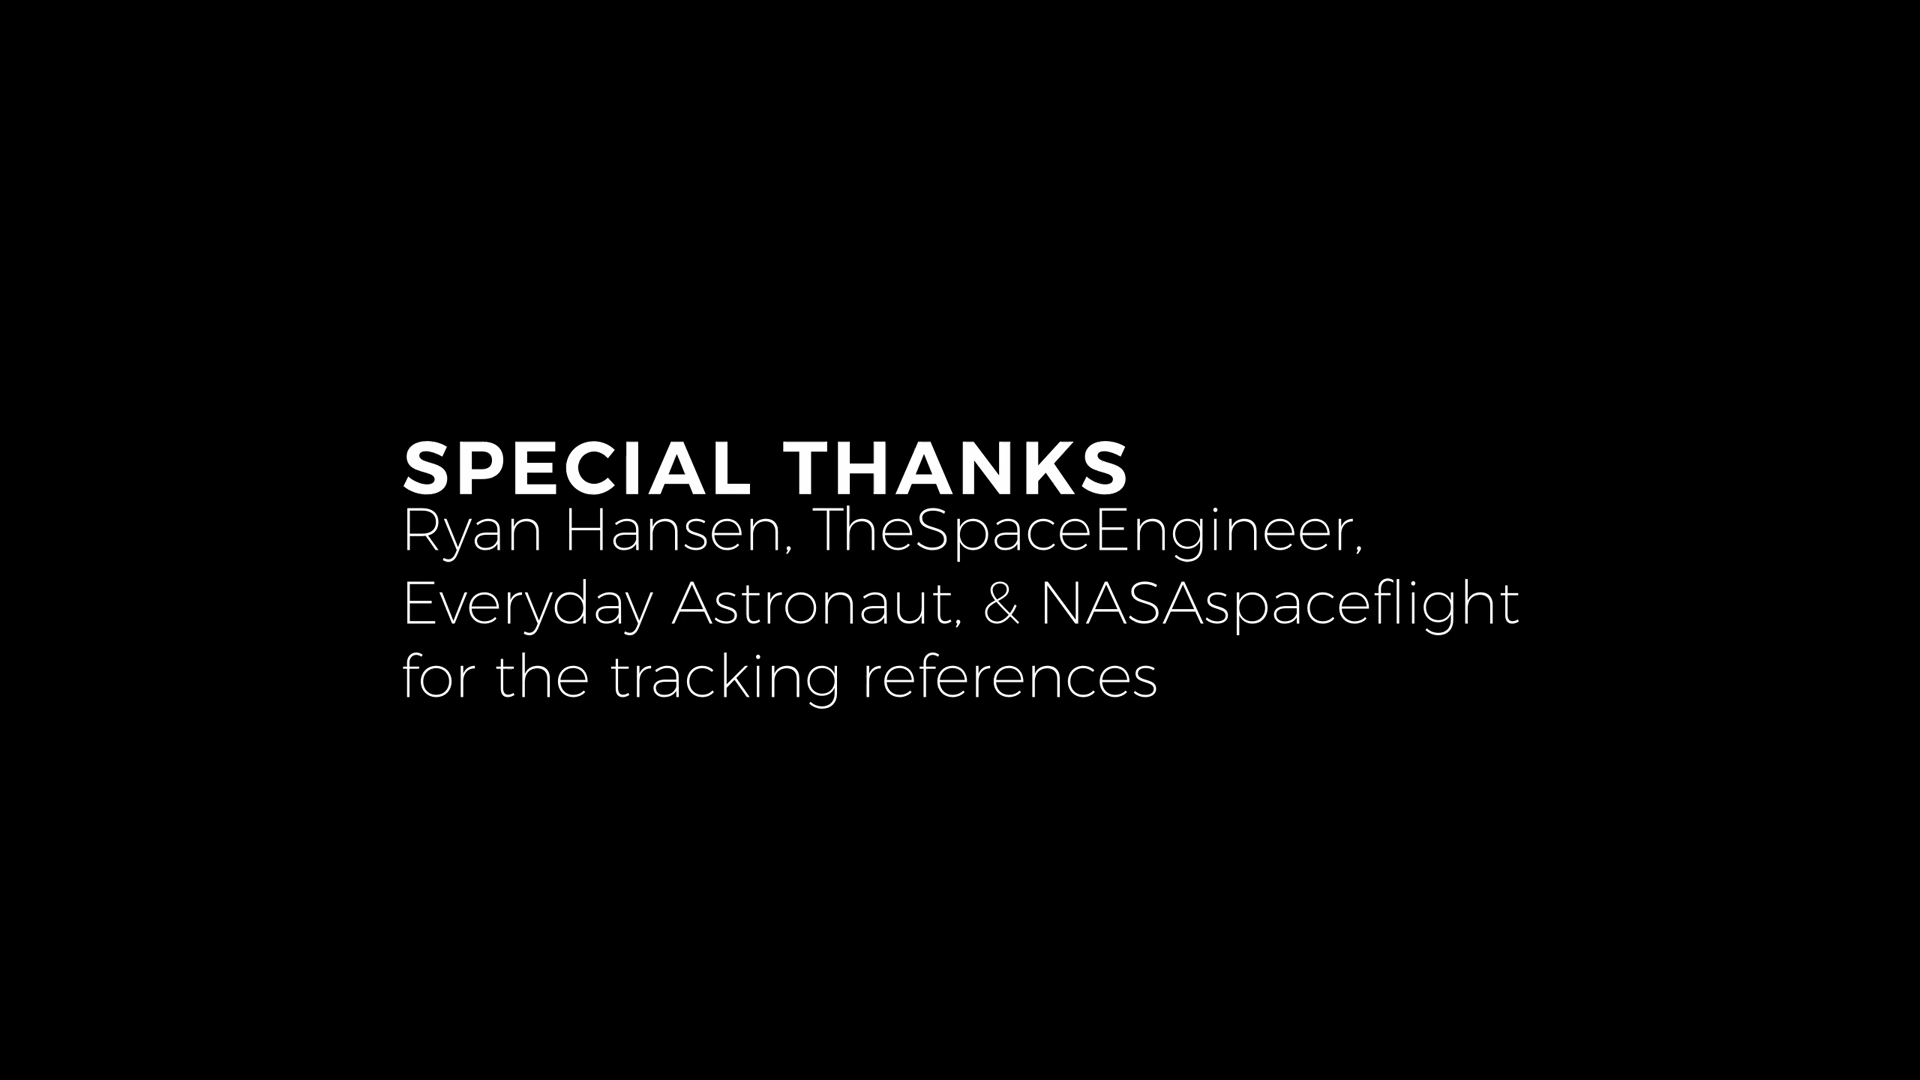 SPECIAL THANKS
Ryan Hansen, TheSpaceEngineer,
Everyday Astronaut, & NASAspaceflight
for the tracking references